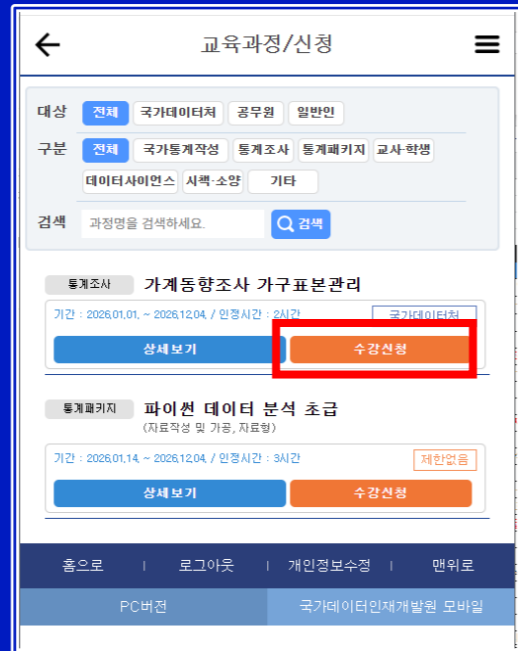 교육과정/신청
대상 전체 국가데이터처 공무원 일반인
구분 전체 국가통계작성 통계조사 통계패키지 교사·학생
데이터사이언스 시책·소양 기타
검색 과정명을 검색하세요. 검색
통계조사 가계동향조사 가구표본관리
기간 : 2026.01.01. ~ 2026.12.04. / 인정시간 : 2시간 국가데이터처
상세보기 수강신청
통계패키지 파이썬 데이터 분석 초급
(자료작성 및 가공, 자료형)
기간 : 2026.01.14. ~ 2026.12.04. / 인정시간 : 3시간 제한없음
상세보기 수강신청
홈으로 | 로그아웃 | 개인정보수정 | 맨위로
PC버전 국가데이터인재개발원 모바일